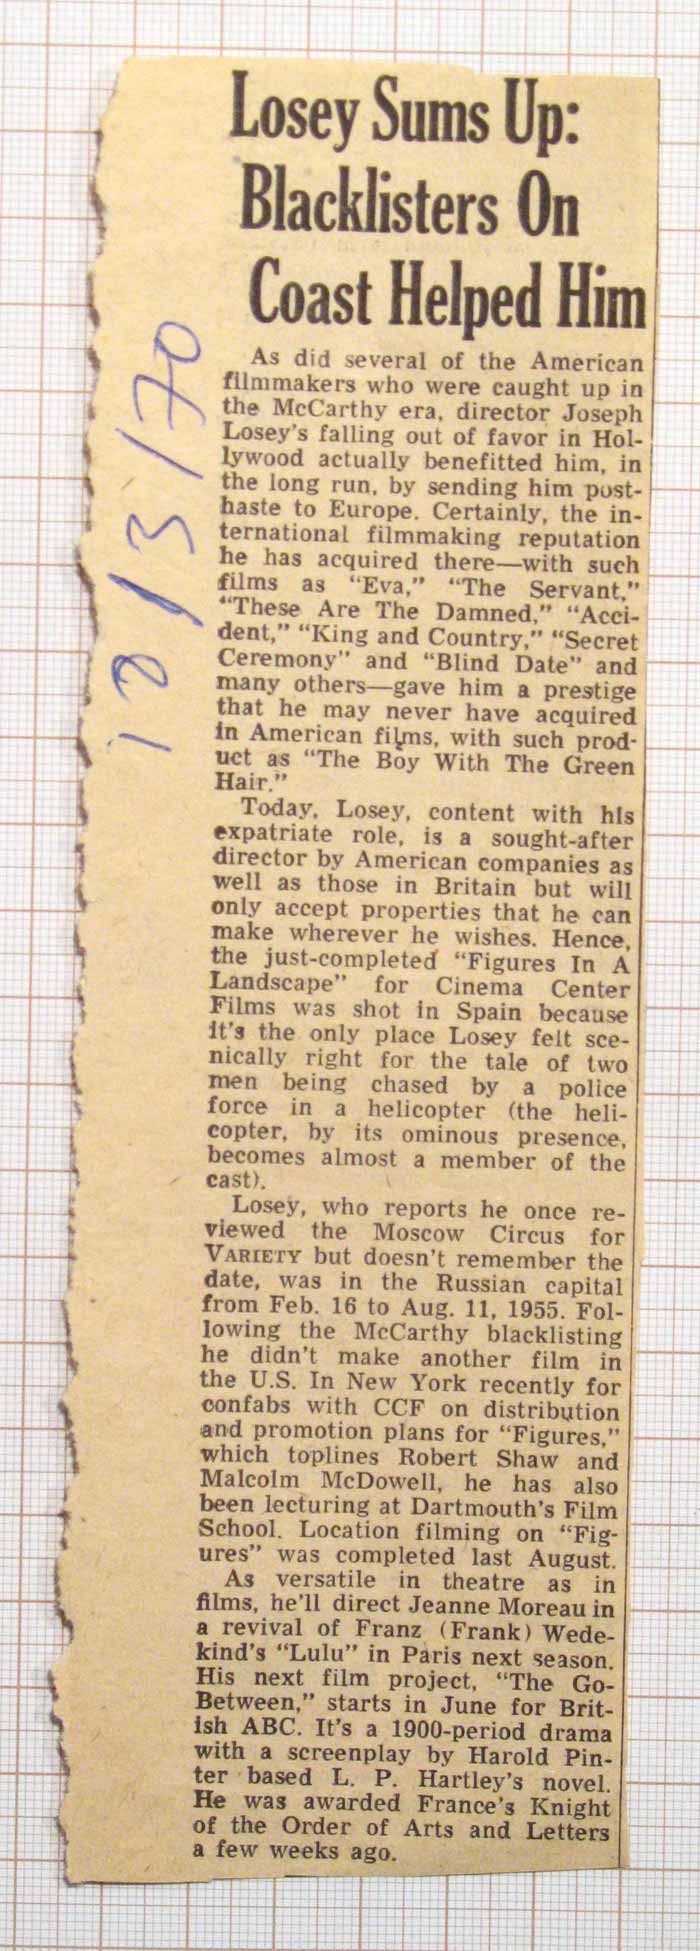 Losey Sums Up:
Blacklisters On
Coast Helped Him
12/3/70
As did several of the American
filmmakers who were caught up in
the McCarthy era, director Joseph
Losey's falling out of favor in Hol-
lywood actually benefitted him, in
the long run, by sending him post-
haste to Europe. Certainly, the in-
ternational filmmaking reputation
he has acquired there—with such
films as "Eva," "The Servant,"
"These Are The Damned," "Acci-
dent," "King and Country," "Secret
Ceremony" and "Blind Date" and
many others—gave him a prestige
that he may never have acquired
in American films, with such prod-
uct as "The Boy With The Green
Hair."
Today, Losey, content with his
expatriate role, is a sought-after
director by American companies as
well as those in Britain but will
only accept properties that he can
make wherever he wishes. Hence,
the just-completed "Figures In A
Landscape" for Cinema Center
Films was shot in Spain because
it's the only place Losey felt sce-
nically right for the tale of two
men being chased by a police
force in a helicopter (the heli-
copter, by its ominous presence,
becomes almost a member of the
cast).
Losey, who reports he once re-
viewed the Moscow Circus for
VARIETY but doesn't remember the
date, was in the Russian capital
from Feb. 16 to Aug. 11, 1955. Fol-
lowing the McCarthy blacklisting
he didn't make another film in
the U.S. In New York recently for
confabs with CCF on distribution
and promotion plans for "Figures,"
which toplines Robert Shaw and
Malcolm McDowell, he has also
been lecturing at Dartmouth's Film
School. Location filming on "Fig-
ures" was completed last August.
As versatile in theatre as in
films, he'll direct Jeanne Moreau in
a revival of Franz (Frank) Wede-
kind's "Lulu" in Paris next season.
His next film project, "The Go-
Between," starts in June for Brit-
ish ABC. It's a 1900-period drama
with a screenplay by Harold Pin-
ter based L. P. Hartley's novel.
He was awarded France's Knight
of the Order of Arts and Letters
a few weeks ago.